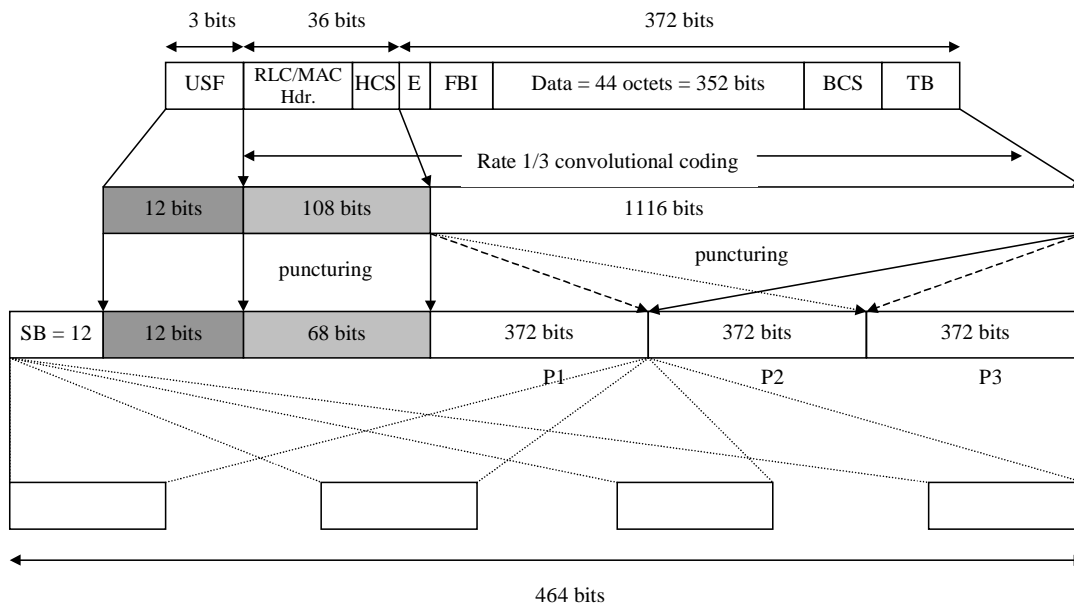 3 bits 36 bits 372 bits
USF RLC/MAC Hdr. HCS E FBI Data = 44 octets = 352 bits BCS TB
Rate 1/3 convolutional coding
12 bits 108 bits 1116 bits
puncturing puncturing
SB = 12 12 bits 68 bits 372 bits 372 bits 372 bits
P1 P2 P3
464 bits